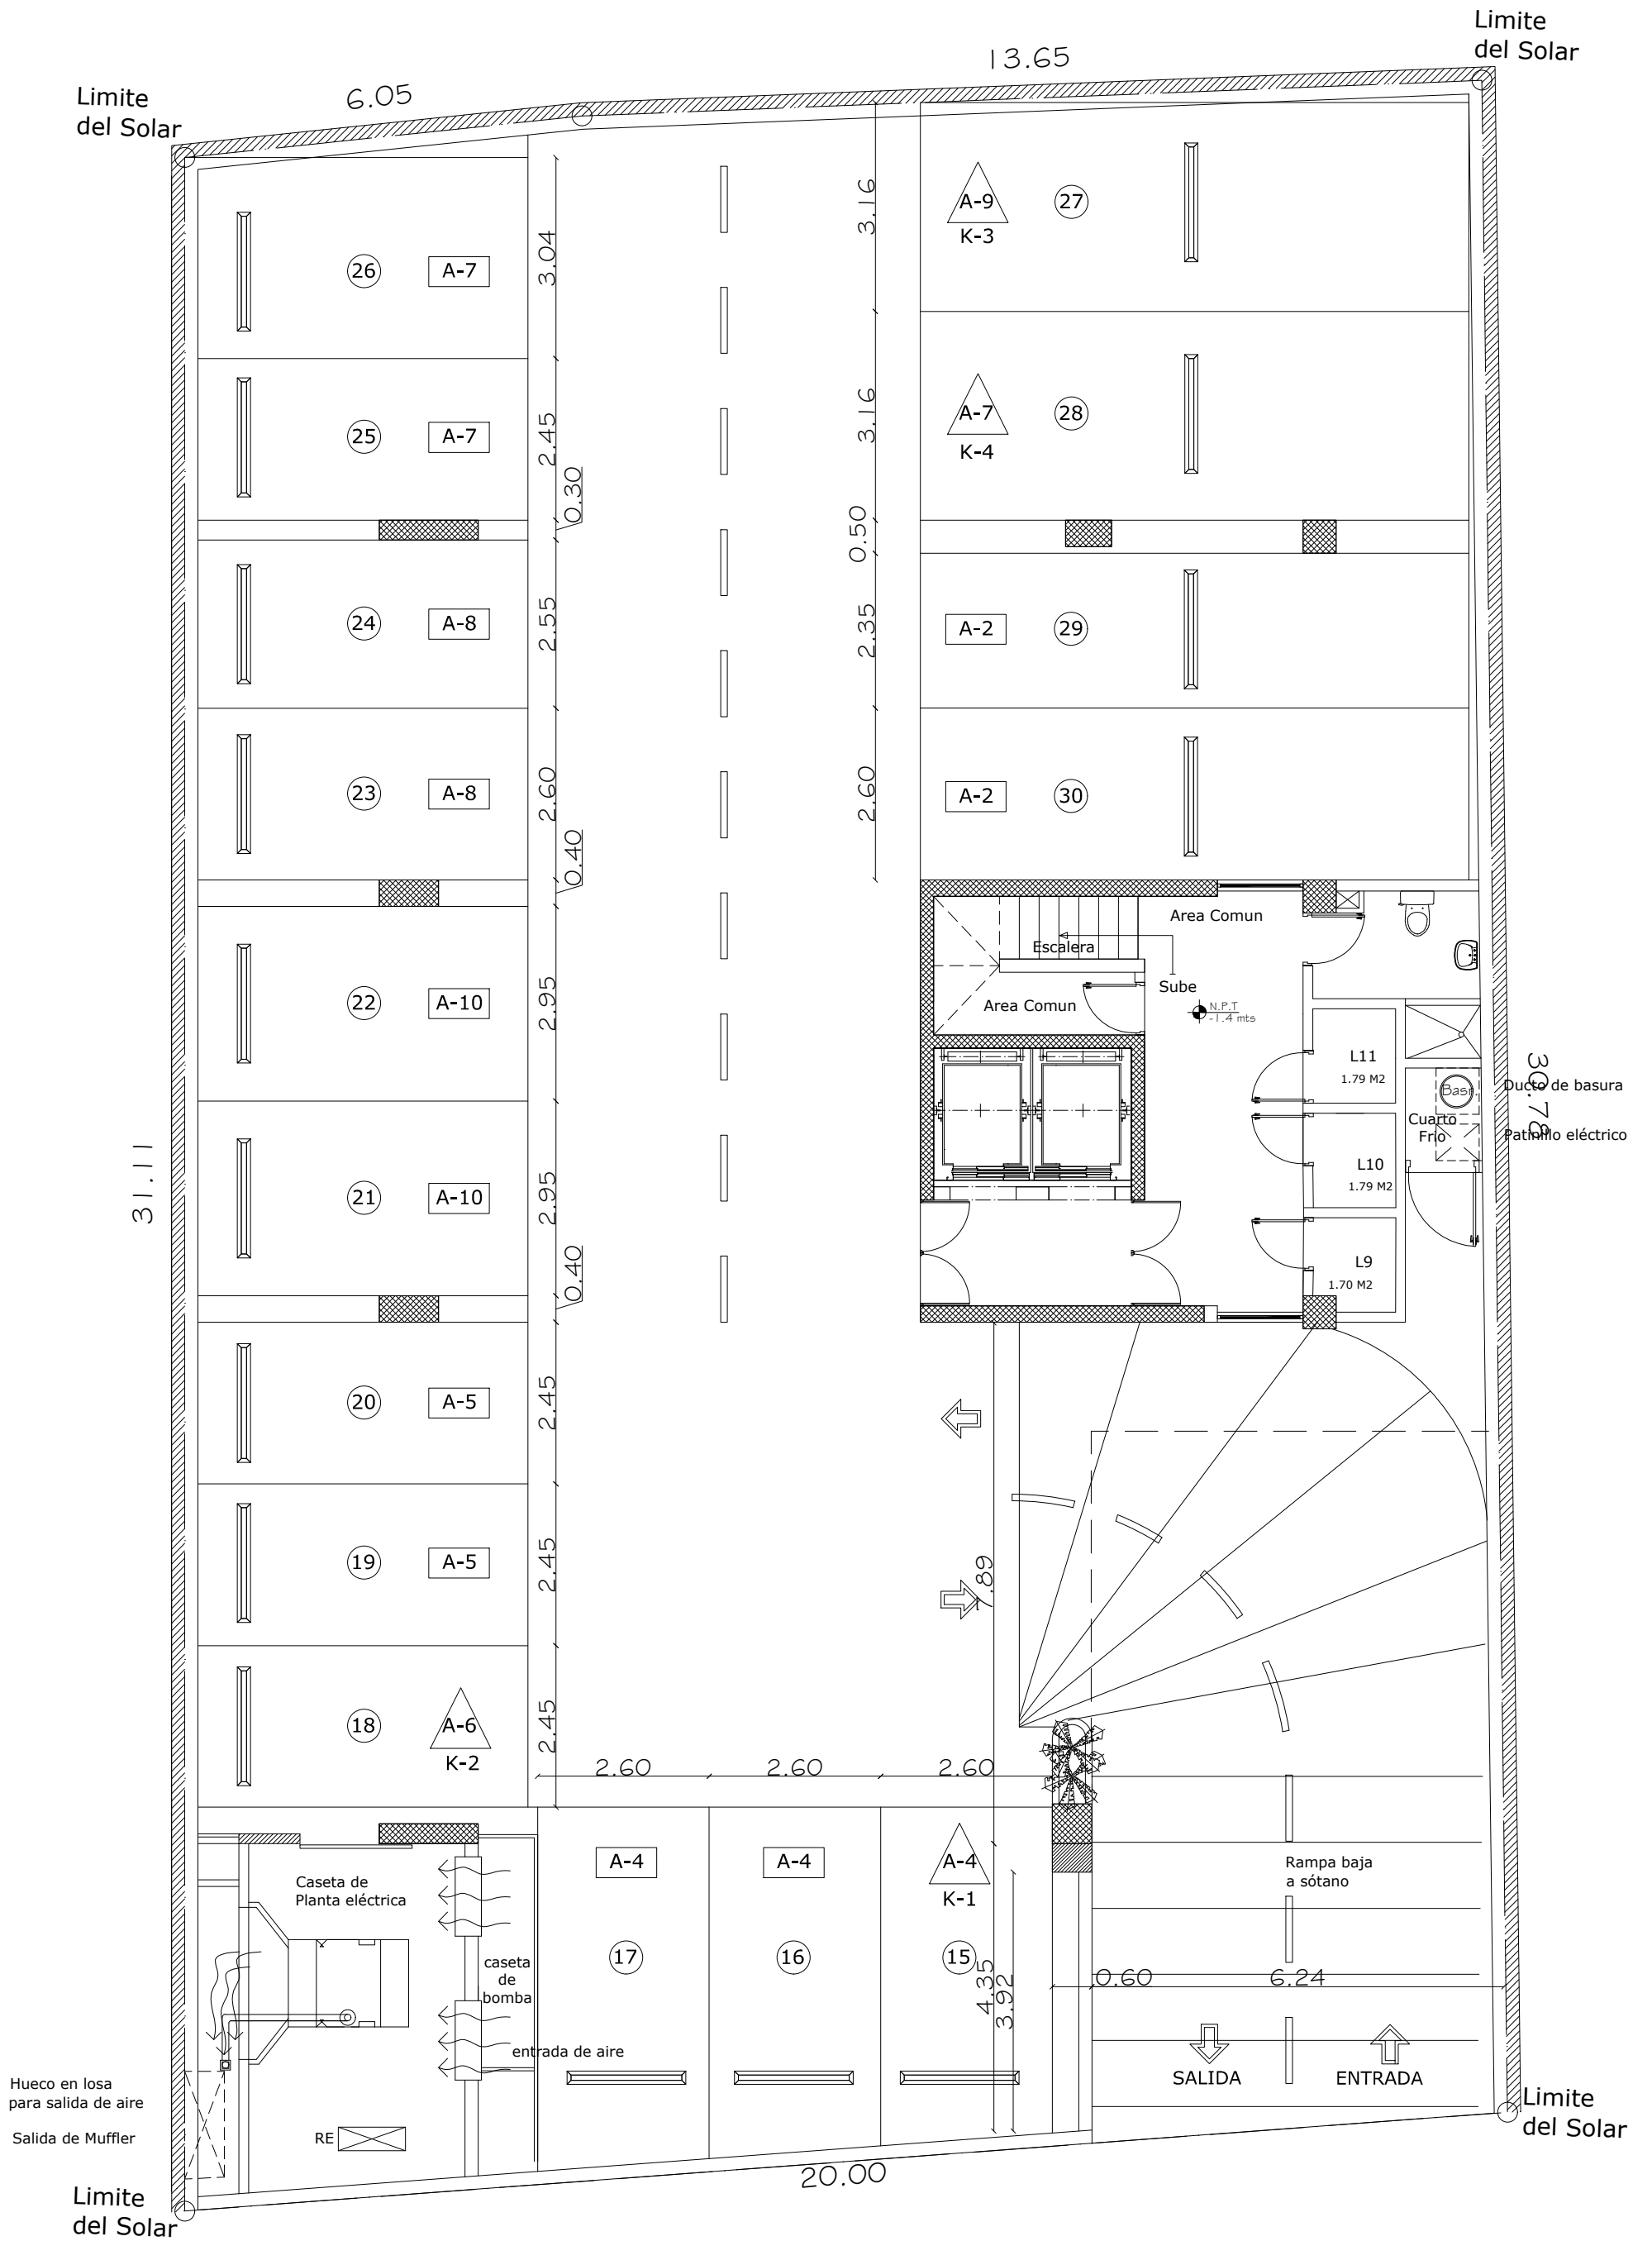 Limite
del Solar
13.65
6.05
Limite
del Solar
A-9
27
K-3
3.16
26
A-7
3.04
A-7
28
K-4
3.16
25
A-7
2.45
0.30
0.50
24
A-8
2.55
2.35
A-2
29
23
A-8
2.60
2.60
A-2
30
0.40
Area Comun
Escalera
Area Comun
Sube
N.P.T
-1.4 mts
22
A-10
2.95
L11
1.79 M2
Basr.
Ducto de basura
30.78
Cuarto
Frio
Patinillo eléctrico
L10
1.79 M2
31.11
21
A-10
2.95
L9
1.70 M2
0.40
20
A-5
2.45
19
A-5
2.45
7.89
18
A-6
K-2
2.45
2.60
2.60
2.60
A-4
A-4
A-4
K-1
Caseta de
Planta eléctrica
Rampa baja
a sótano
17
16
15
caseta
de
bomba
4.35
3.92
0.60
6.24
entrada de aire
SALIDA
ENTRADA
Hueco en losa
para salida de aire
Salida de Muffler
RE
Limite
del Solar
20.00
Limite
del Solar